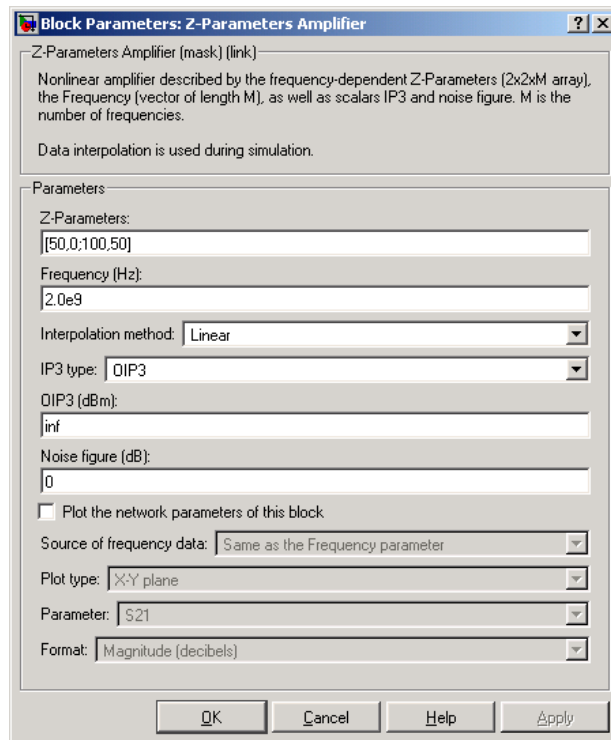 Block Parameters: Z-Parameters Amplifier
Z-Parameters Amplifier (mask) (link)
Nonlinear amplifier described by the frequency-dependent Z-Parameters (2x2xM array),
the Frequency (vector of length M), as well as scalars IP3 and noise figure. M is the
number of frequencies.
Data interpolation is used during simulation.
Parameters
Z-Parameters:
[50,0;100,50]
Frequency (Hz):
2.0e9
Interpolation method: Linear
IP3 type: OIP3
OIP3 (dBm):
inf
Noise figure (dB):
0
Plot the network parameters of this block
Source of frequency data: Same as the Frequency parameter
Plot type: X-Y plane
Parameter: S21
Format: Magnitude (decibels)
OK Cancel Help Apply